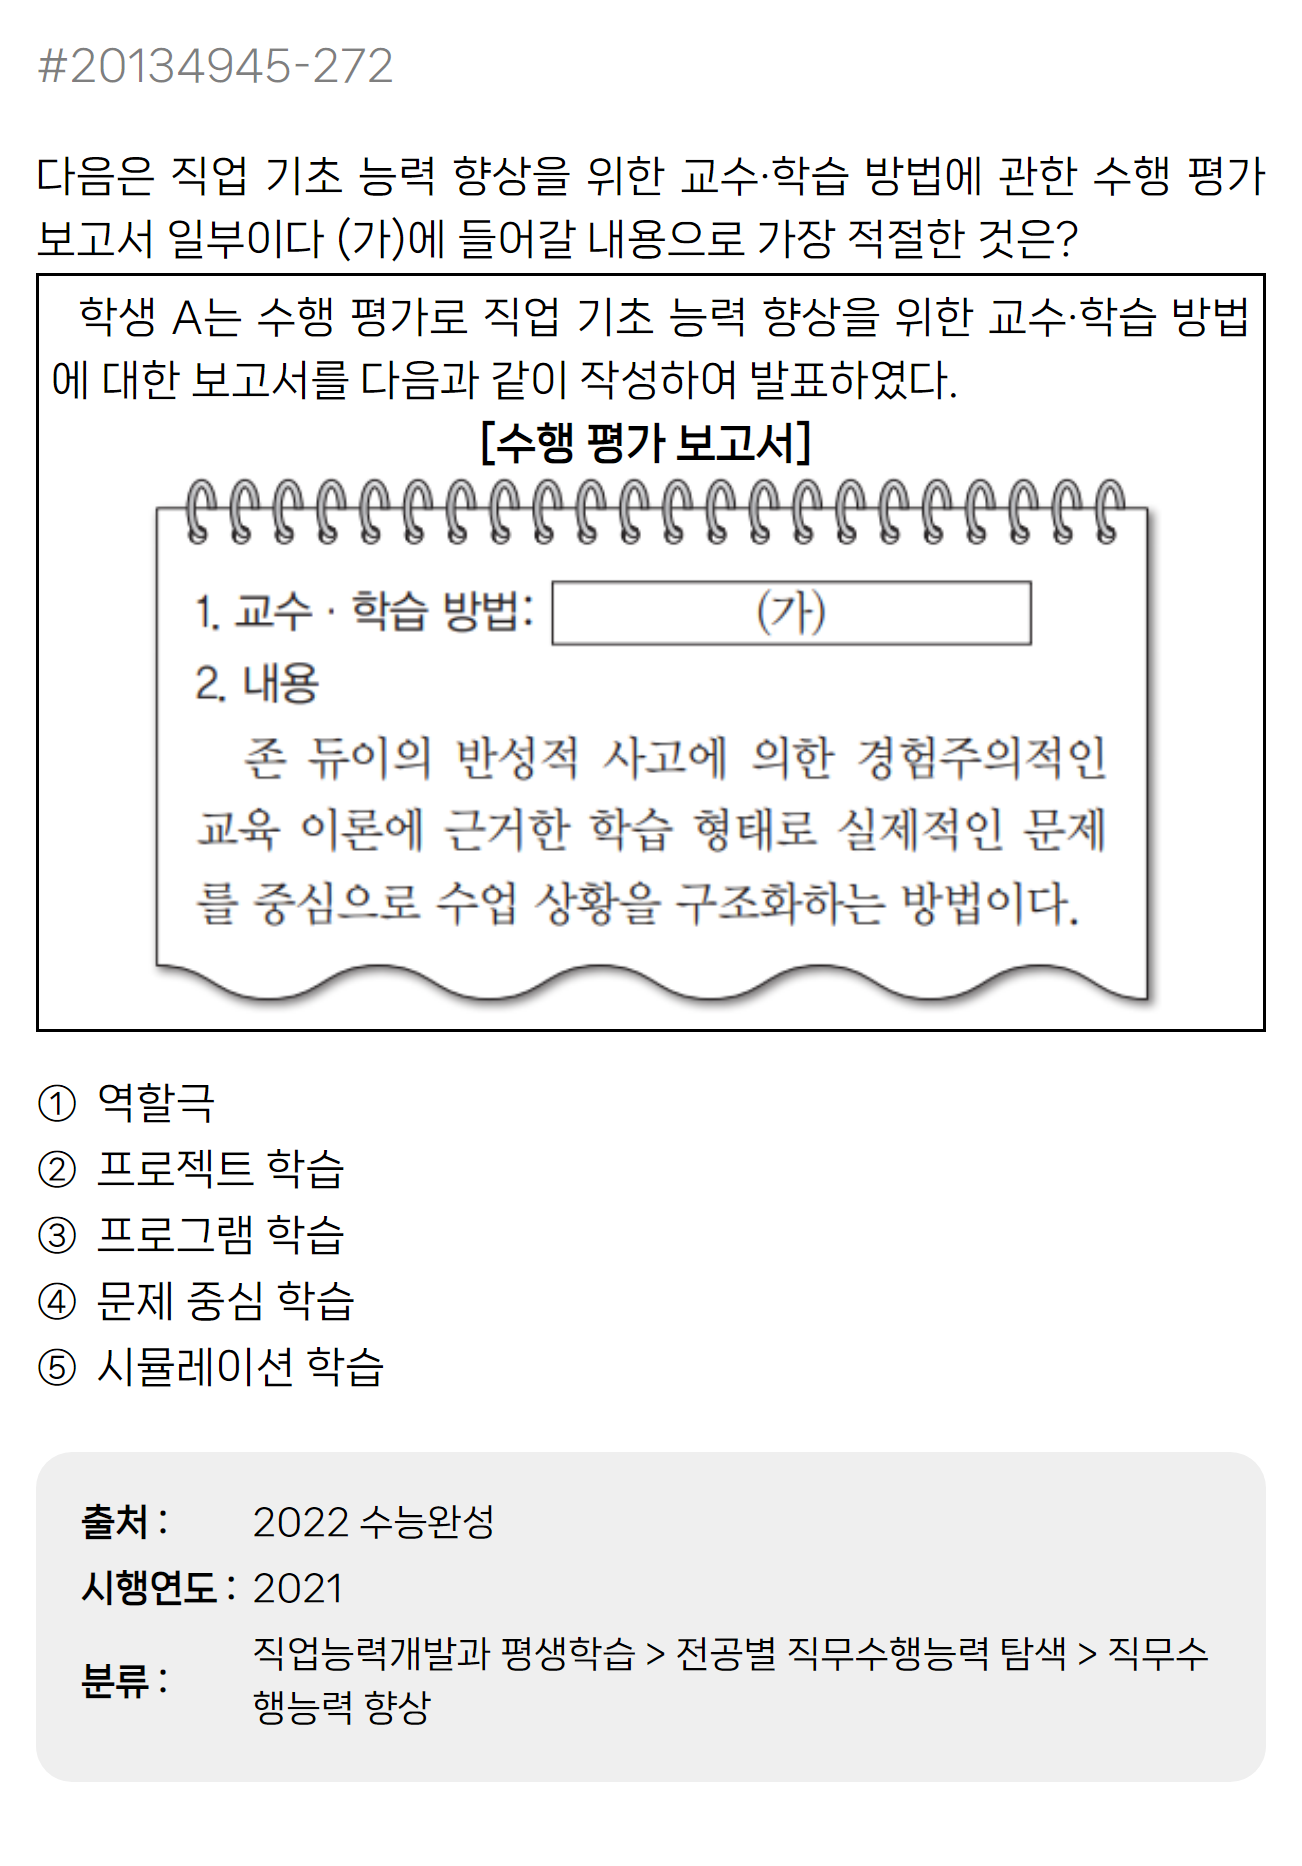 #20134945-272
다음은 직업 기초 능력 향상을 위한 교수·학습 방법에 관한 수행 평가
보고서 일부이다 (가)에 들어갈 내용으로 가장 적절한 것은?
학생 A는 수행 평가로 직업 기초 능력 향상을 위한 교수·학습 방법
에 대한 보고서를 다음과 같이 작성하여 발표하였다.
[수행 평가 보고서]
1. 교수 · 학습 방법: (가)
2. 내용
존 듀이의 반성적 사고에 의한 경험주의적인
교육 이론에 근거한 학습 형태로 실제적인 문제
를 중심으로 수업 상황을 구조화하는 방법이다.
① 역할극
② 프로젝트 학습
③ 프로그램 학습
④ 문제 중심 학습
⑤ 시뮬레이션 학습
출처 : 2022 수능완성
시행연도 : 2021
분류 : 직업능력개발과 평생학습 > 전공별 직무수행능력 탐색 > 직무수
행능력 향상